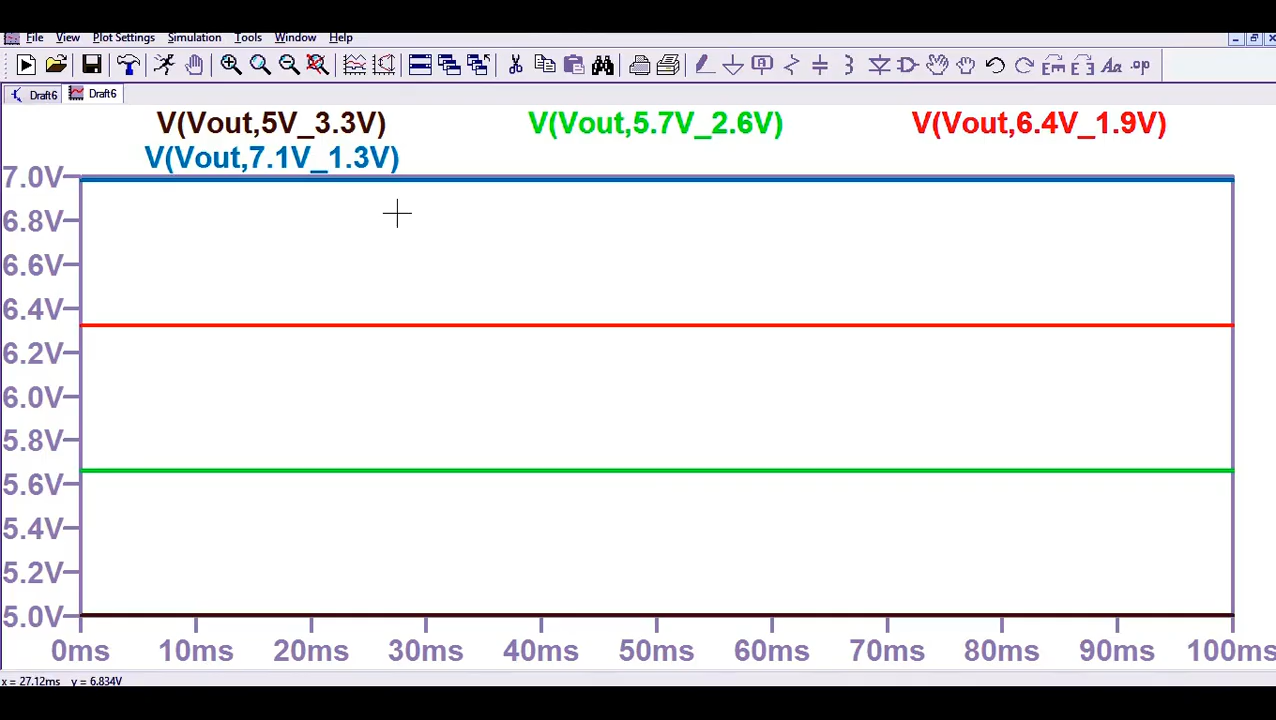 File View Plot Settings Simulation Tools Window Help
Aa .op
Draft6 Draft6
V(Vout,5V_3.3V) V(Vout,5.7V_2.6V) V(Vout,6.4V_1.9V)
V(Vout,7.1V_1.3V)
7.0V
6.8V
6.6V
6.4V
6.2V
6.0V
5.8V
5.6V
5.4V
5.2V
5.0V
0ms 10ms 20ms 30ms 40ms 50ms 60ms 70ms 80ms 90ms 100ms
x = 27.12ms y = 6.834V